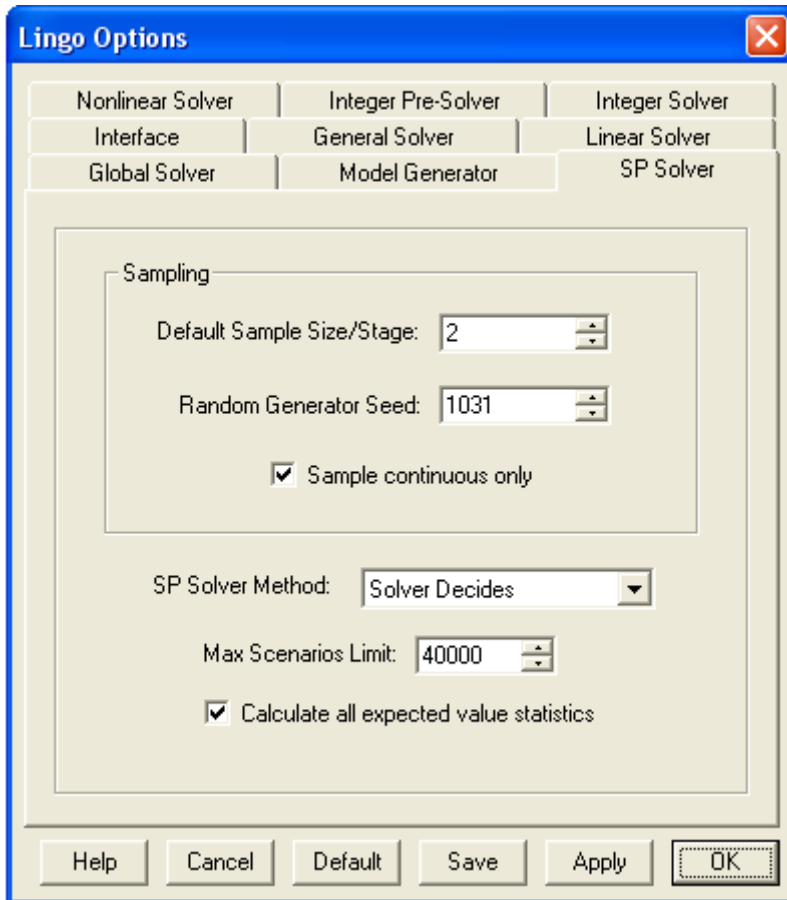 Lingo Options
Nonlinear Solver Integer Pre-Solver Integer Solver
Interface General Solver Linear Solver
Global Solver Model Generator SP Solver
Sampling
Default Sample Size/Stage: 2
Random Generator Seed: 1031
Sample continuous only
SP Solver Method: Solver Decides
Max Scenarios Limit: 40000
Calculate all expected value statistics
Help Cancel Default Save Apply OK